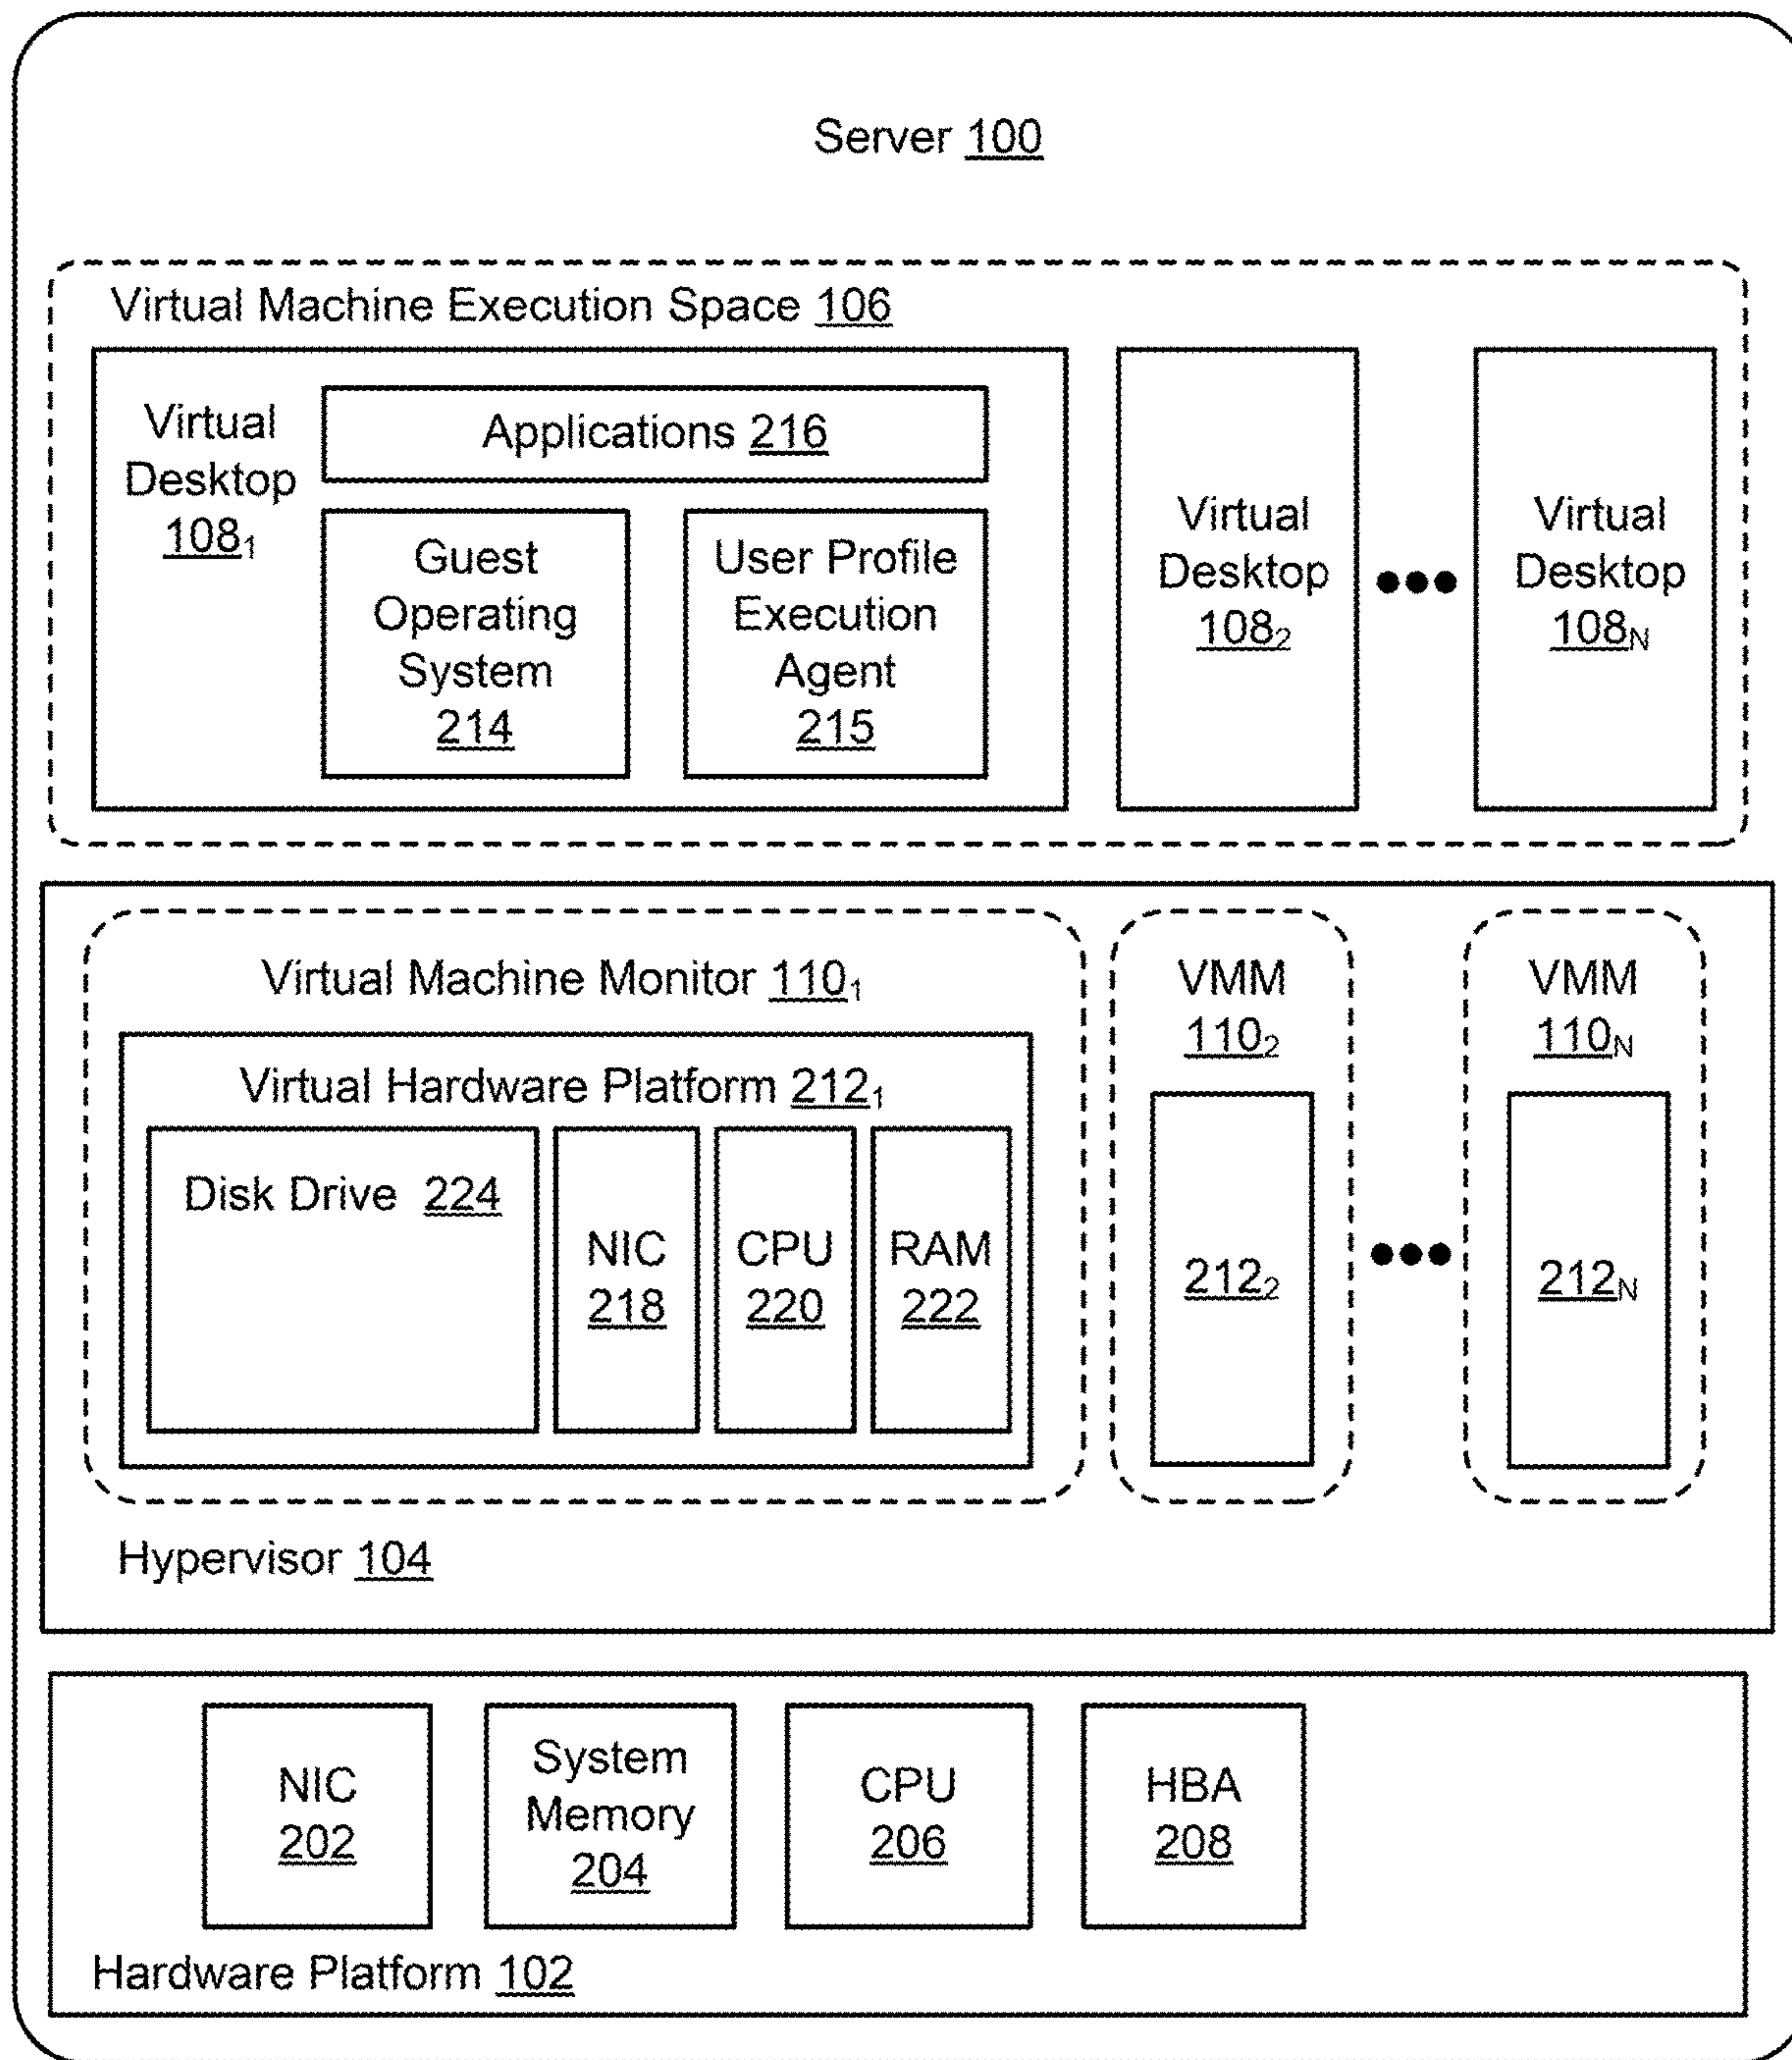 Server 100
Virtual Machine Execution Space 106
Virtual
Desktop
108₁
Applications 216
Guest
Operating
System
214
User Profile
Execution
Agent
215
Virtual
Desktop
108₂
Virtual
Desktop
108N
Virtual Machine Monitor 110₁
Virtual Hardware Platform 212₁
Disk Drive 224
NIC
218
CPU
220
RAM
222
VMM
110₂
212₂
VMM
110N
212N
Hypervisor 104
NIC
202
System
Memory
204
CPU
206
HBA
208
Hardware Platform 102